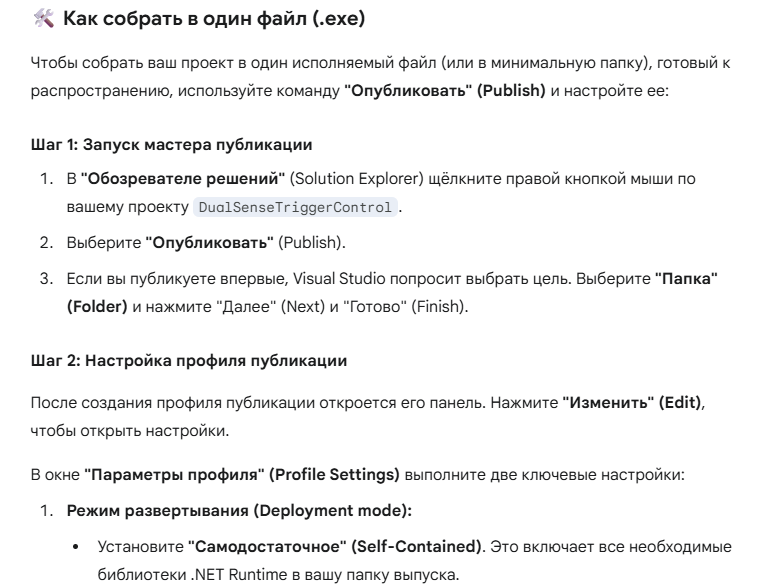 🛠️ Как собрать в один файл (.exe)
Чтобы собрать ваш проект в один исполняемый файл (или в минимальную папку), готовый к
распространению, используйте команду "Опубликовать" (Publish) и настройте ее:
Шаг 1: Запуск мастера публикации
1. В "Обозревателе решений" (Solution Explorer) щёлкните правой кнопкой мыши по
вашему проекту DualSenseTriggerControl.
2. Выберите "Опубликовать" (Publish).
3. Если вы публикуете впервые, Visual Studio попросит выбрать цель. Выберите "Папка"
(Folder) и нажмите "Далее" (Next) и "Готово" (Finish).
Шаг 2: Настройка профиля публикации
После создания профиля публикации откроется его панель. Нажмите "Изменить" (Edit),
чтобы открыть настройки.
В окне "Параметры профиля" (Profile Settings) выполните две ключевые настройки:
1. Режим развертывания (Deployment mode):
• Установите "Самодостаточное" (Self-Contained). Это включает все необходимые
библиотеки .NET Runtime в вашу папку выпуска.